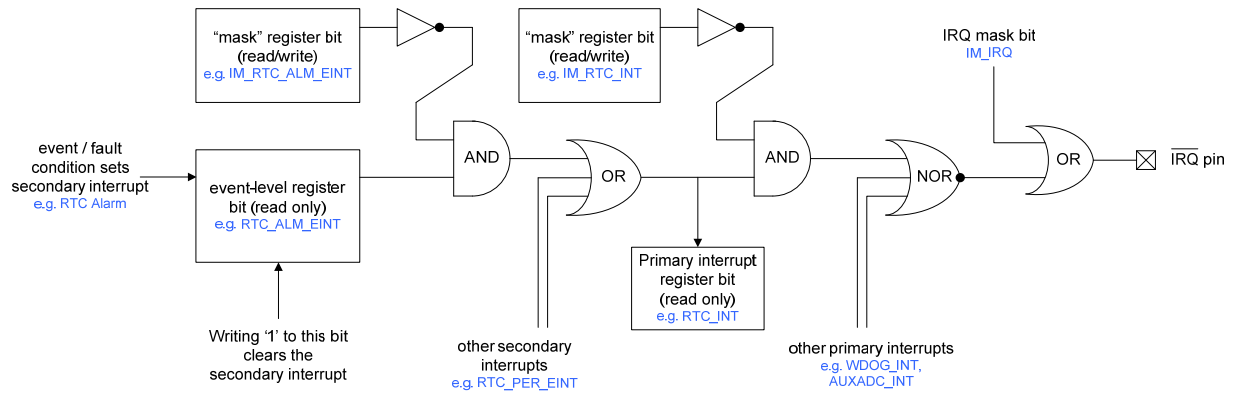 “mask” register bit
(read/write)
e.g. IM_RTC_ALM_EINT
“mask” register bit
(read/write)
e.g. IM_RTC_INT
IRQ mask bit
IM_IRQ
event / fault
condition sets
secondary interrupt
e.g. RTC Alarm
event-level register
bit (read only)
e.g. RTC_ALM_EINT
AND
OR
AND
NOR
OR
IRQ pin
Primary interrupt
register bit
(read only)
e.g. RTC_INT
Writing ‘1’ to this bit
clears the
secondary interrupt
other secondary
interrupts
e.g. RTC_PER_EINT
other primary interrupts
e.g. WDOG_INT,
AUXADC_INT